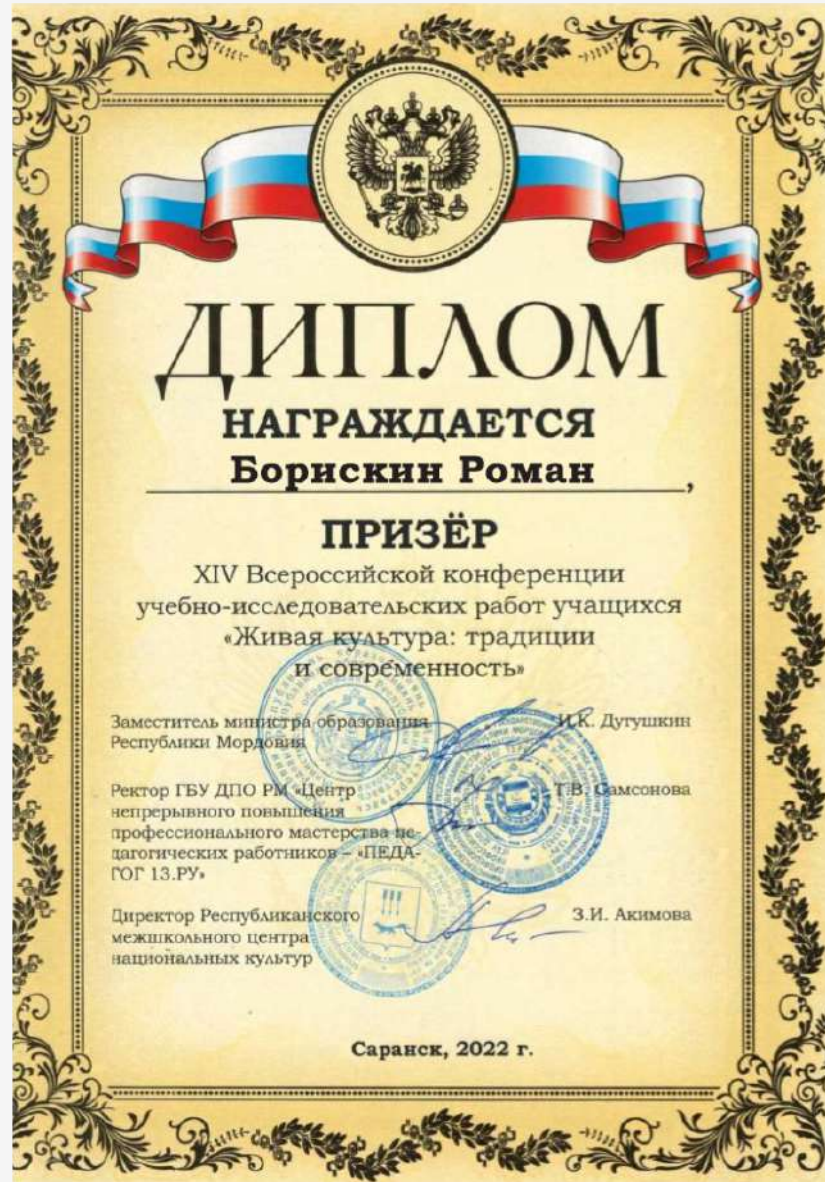 ДИПЛОМ
НАГРАЖДАЕТСЯ
Борискин Роман,
ПРИЗЁР
XIV Всероссийской конференции
учебно-исследовательских работ учащихся
«Живая культура: традиции
и современность»
Заместитель министра образования И.К. Дугушкин
Республики Мордовия
Ректор ГБУ ДПО РМ «Центр Т.В. Самсонова
непрерывного повышения
профессионального мастерства пе-
дагогических работников – «ПЕДА-
ГОГ 13.РУ»
Директор Республиканского З.И. Акимова
межшкольного центра
национальных культур
Саранск, 2022 г.